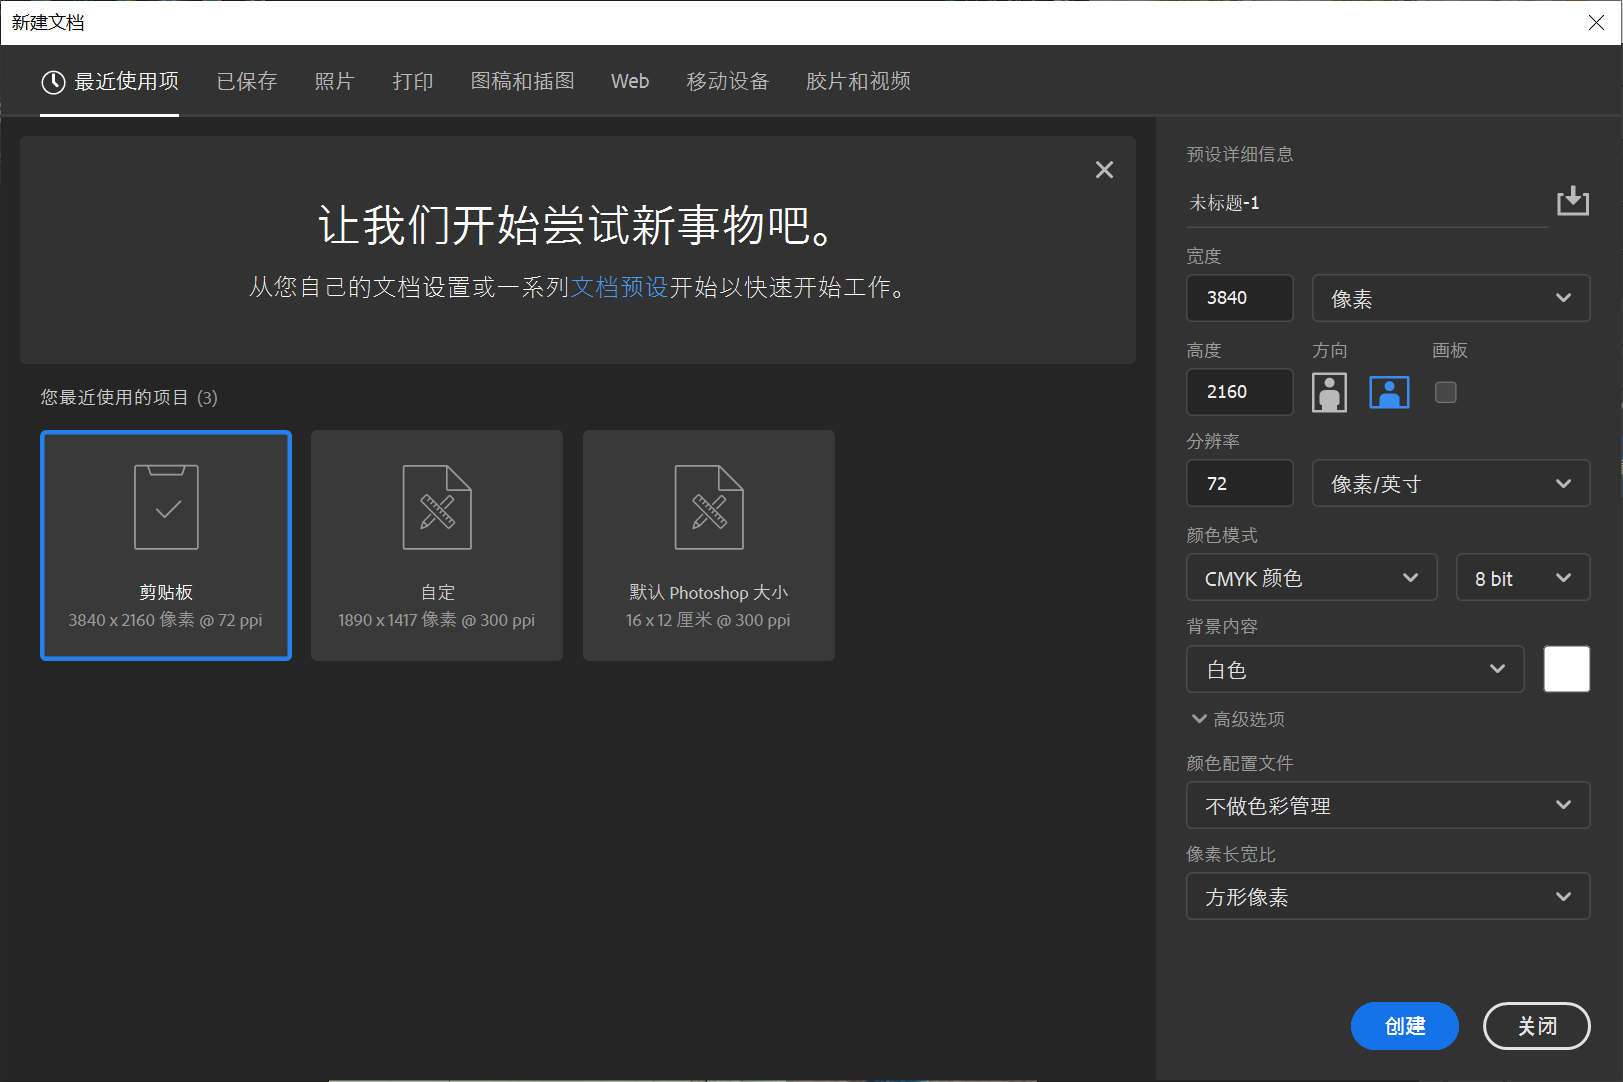 新建文档
最近使用项 已保存 照片 打印 图稿和插图 Web 移动设备 胶片和视频
让我们开始尝试新事物吧。
从您自己的文档设置或一系列文档预设开始以快速开始工作。
您最近使用的项目 (3)
剪贴板
3840 x 2160 像素 @ 72 ppi
自定
1890 x 1417 像素 @ 300 ppi
默认 Photoshop 大小
16 x 12 厘米 @ 300 ppi
预设详细信息
未标题-1
宽度
3840 像素
高度 方向 画板
2160
分辨率
72 像素/英寸
颜色模式
CMYK 颜色 8 bit
背景内容
白色
高级选项
颜色配置文件
不做色彩管理
像素长宽比
方形像素
创建 关闭